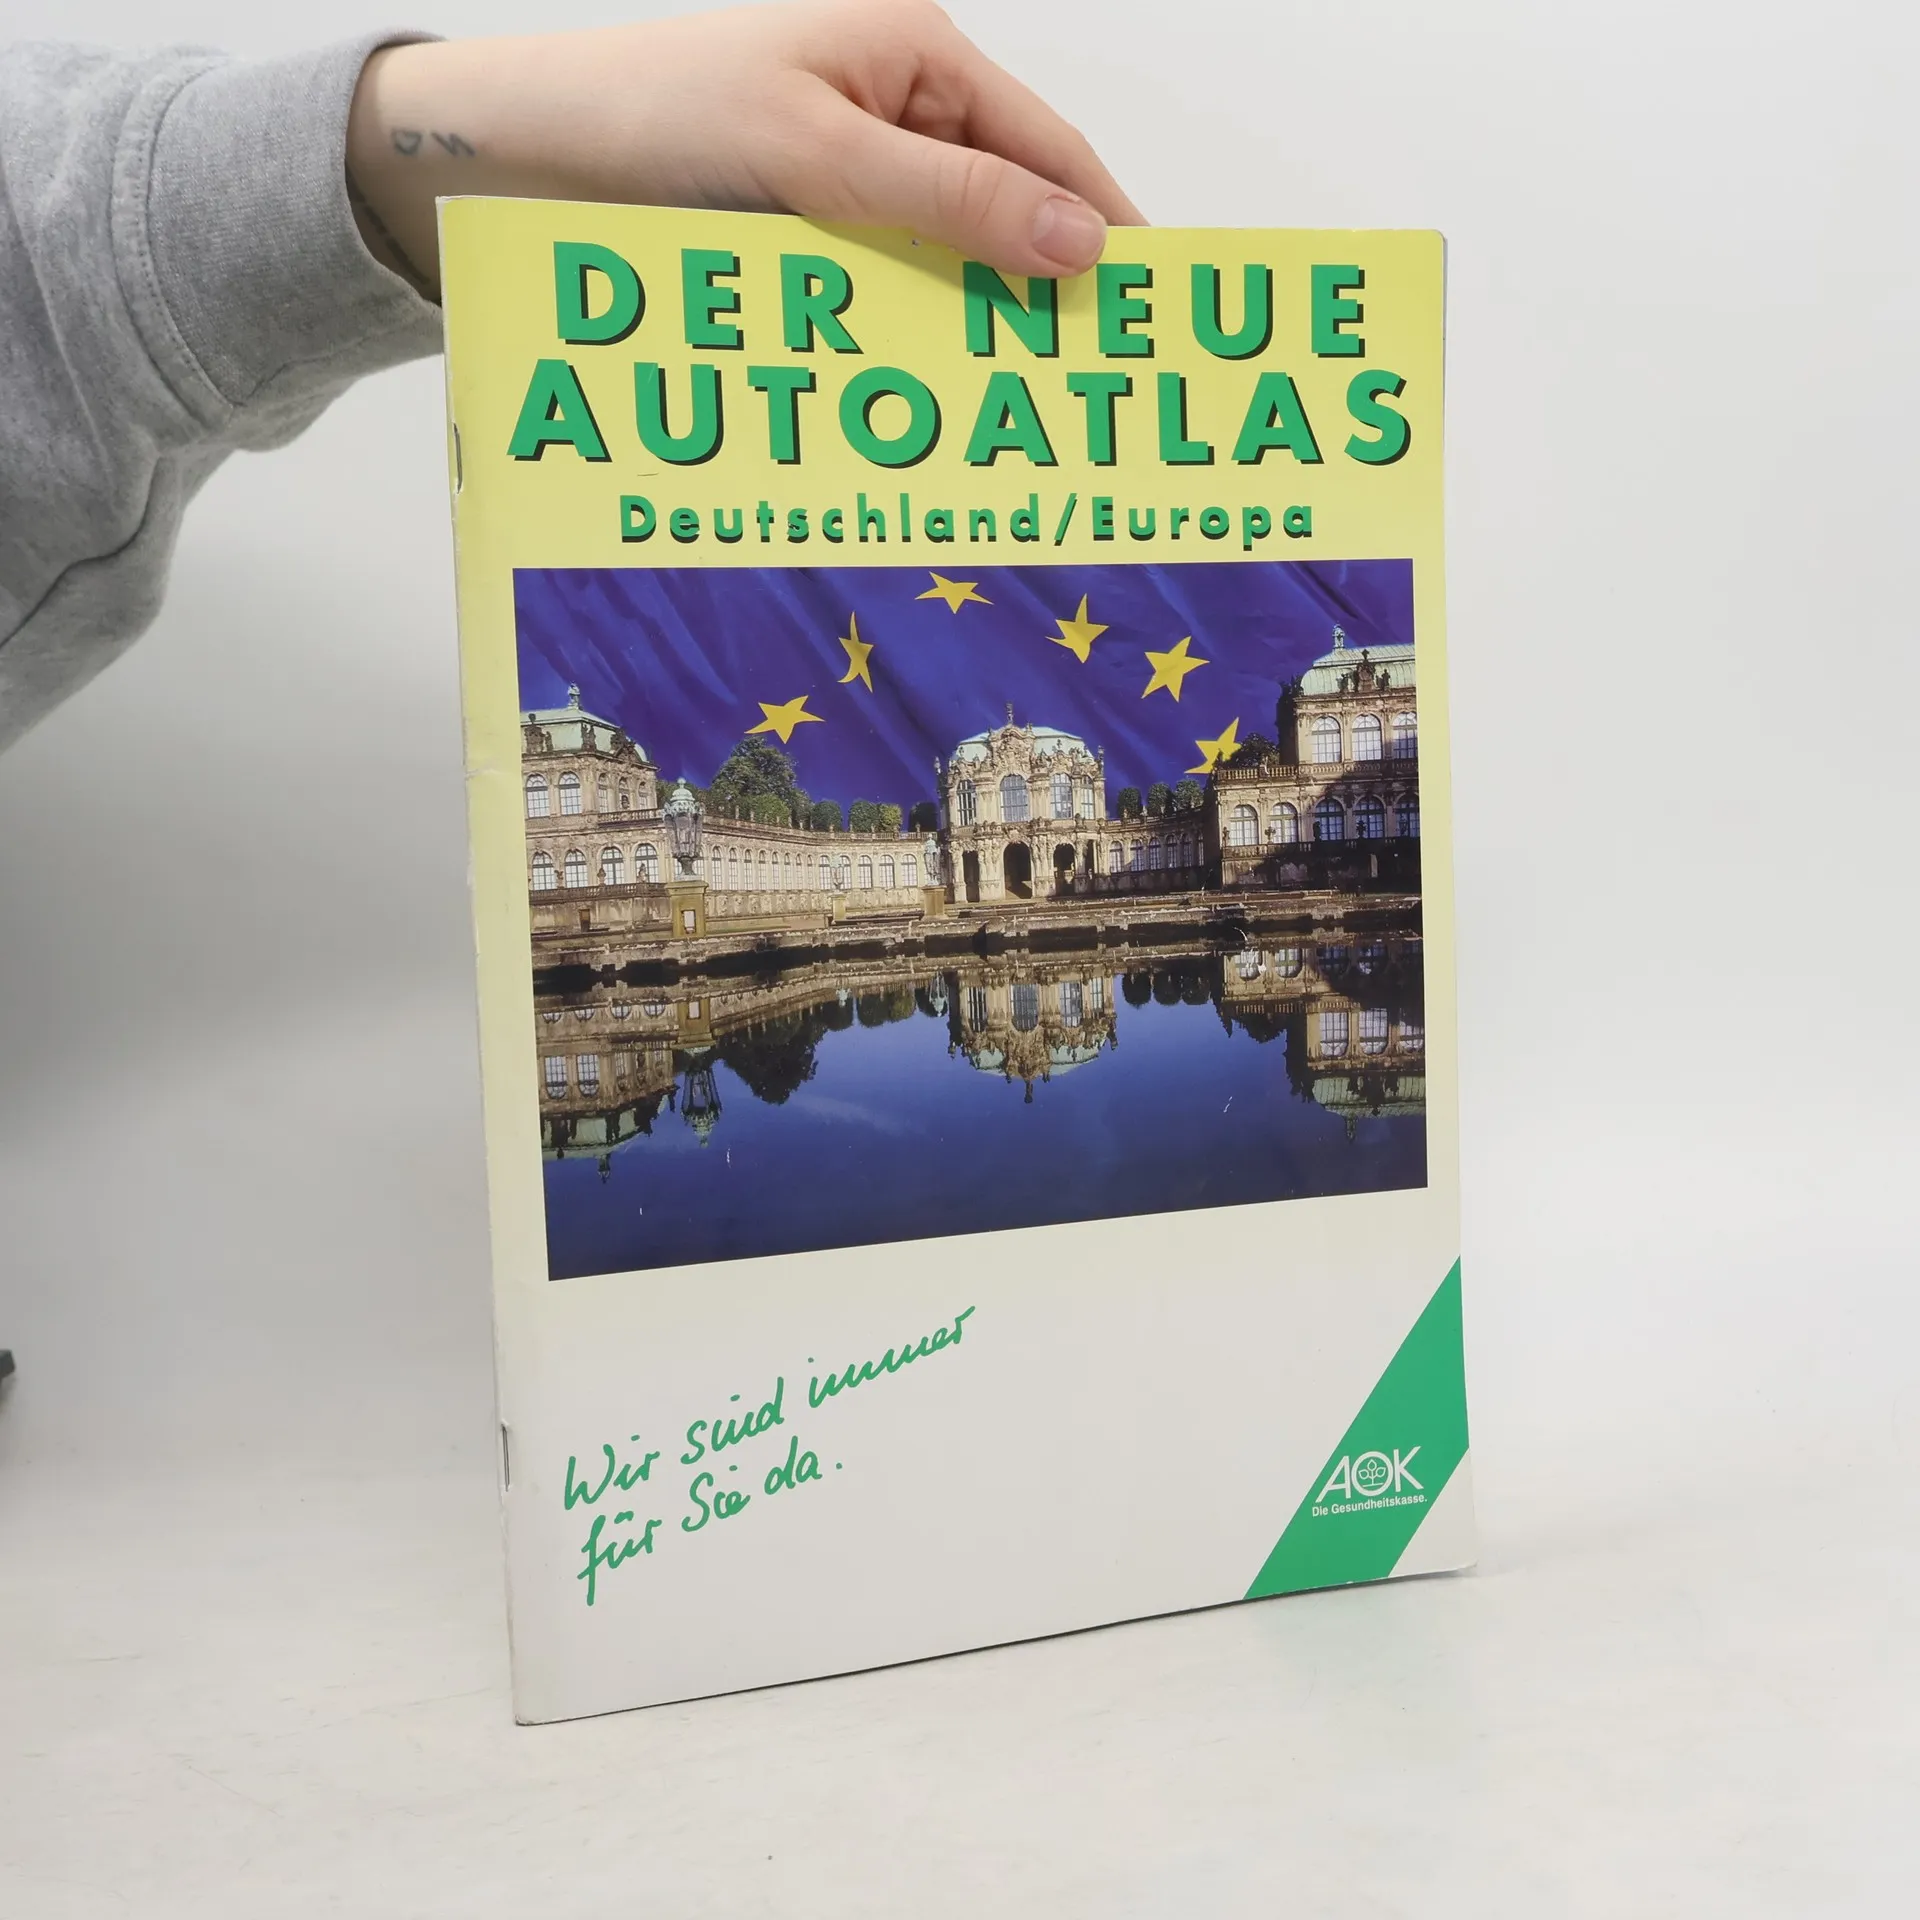 DER NEUE
AUTOATLAS
Deutschland/Europa
Wir sind immer
für Sie da.
AOK
Die Gesundheitskasse.